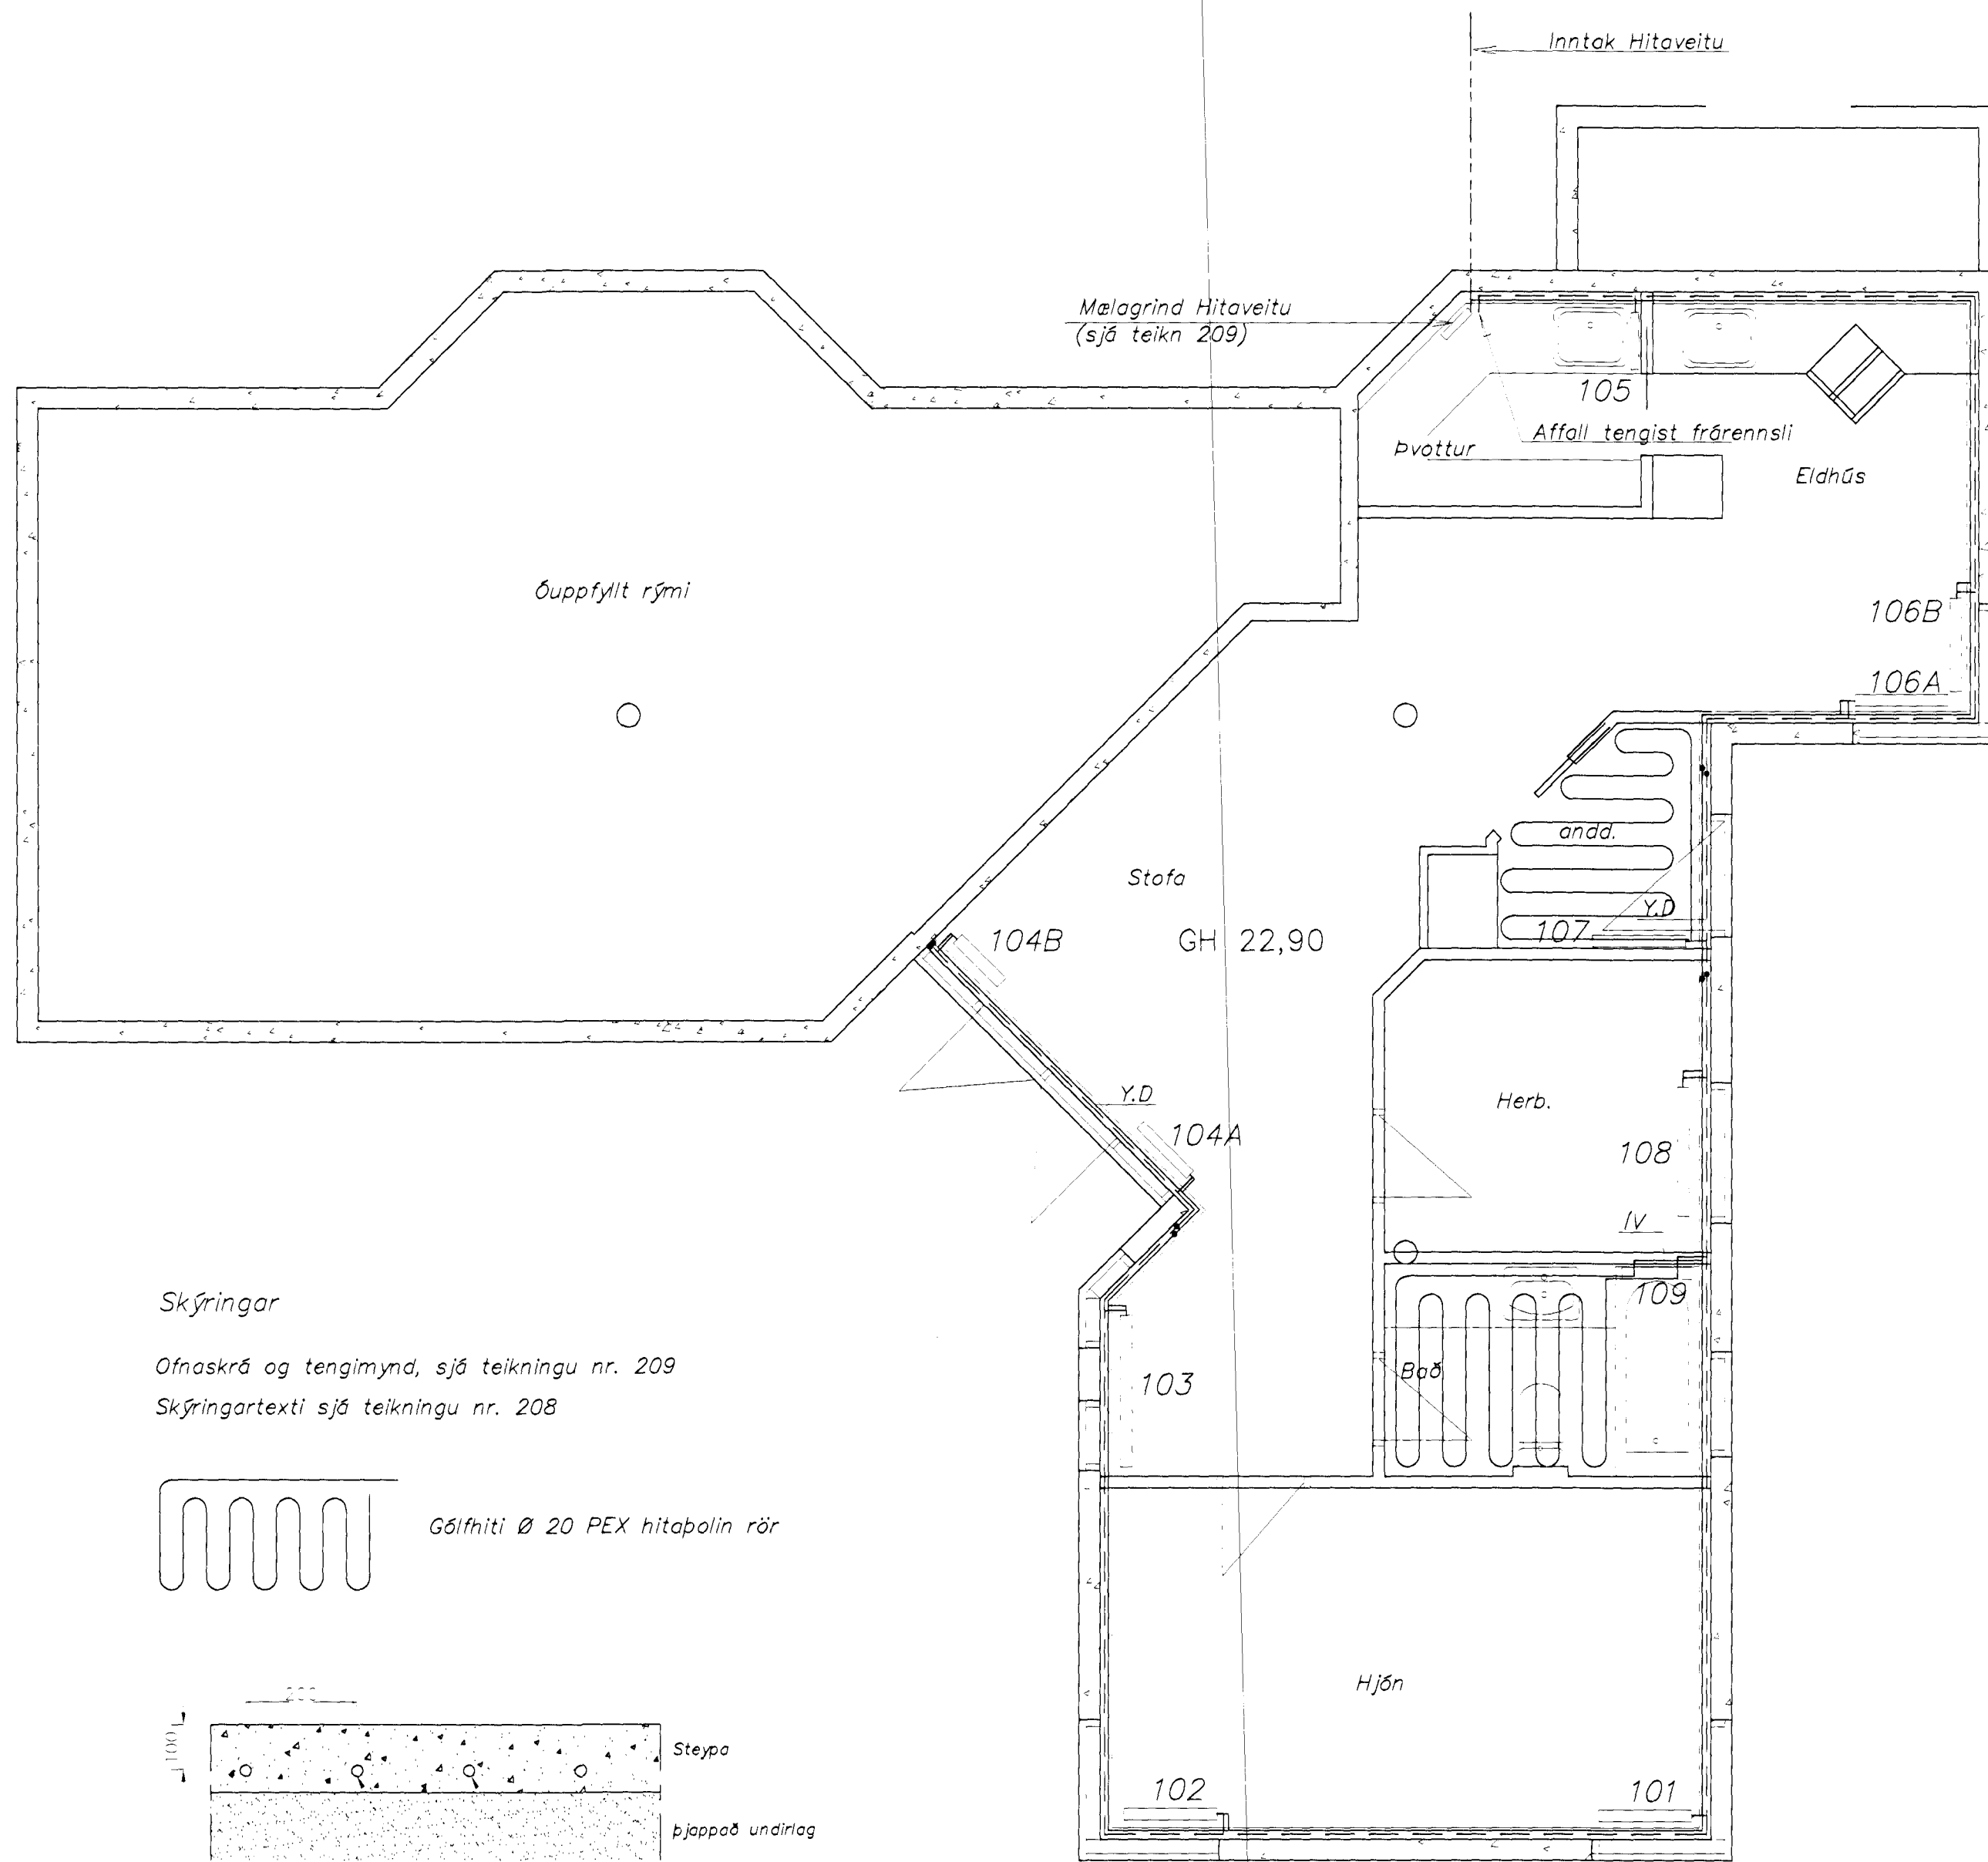 Inntak Hitaveitu
Mælagrind Hitaveitu
(sjá teikn 209)
105
Affall tengist frárennsli
Þvottur
Eldhús
Óuppfyllt rými
106B
106A
andd.
Stofa
Y.D
107
104B
GH 22,90
Y.D
Herb.
104A
108
IV
109
Skýringar
Ofnaskrá og tengimynd, sjá teikningu nr. 209
Skýringartexti sjá teikningu nr. 208
Bað
103
Gólfhiti Ø 20 PEX hitaþolin rör
Hjón
200
100
Steypa
102
101
Þjappað undirlag